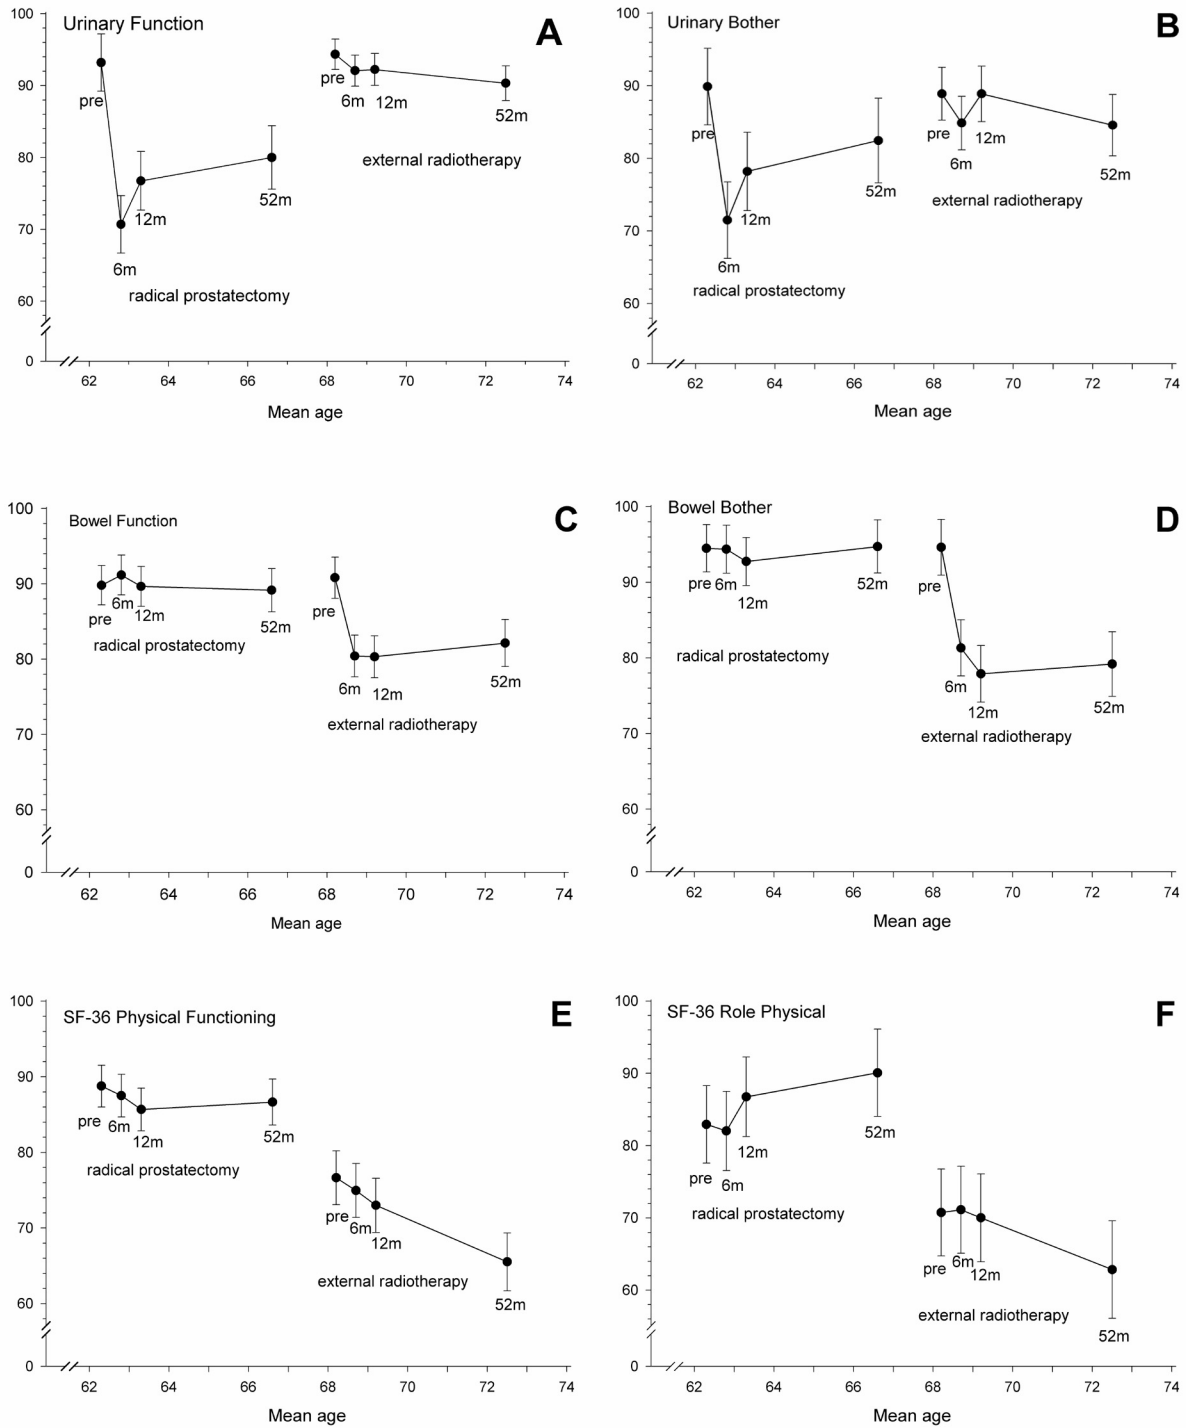 Urinary Function
A
100
90
80
70
60
0
pre
6m
12m
52m
radical prostatectomy
pre
6m
12m
52m
external radiotherapy
62 64 66 68 70 72 74
Mean age
Urinary Bother
B
100
90
80
70
60
0
pre
6m
12m
52m
radical prostatectomy
pre
6m
12m
52m
external radiotherapy
62 64 66 68 70 72 74
Mean age
Bowel Function
C
100
90
80
70
60
0
pre
6m
12m
52m
radical prostatectomy
pre
6m
12m
52m
external radiotherapy
62 64 66 68 70 72 74
Mean age
Bowel Bother
D
100
90
80
70
60
0
pre
6m
12m
52m
radical prostatectomy
pre
6m
12m
52m
external radiotherapy
62 64 66 68 70 72 74
Mean age
SF-36 Physical Functioning
E
100
90
80
70
60
0
pre
6m
12m
52m
radical prostatectomy
pre
6m
12m
52m
external radiotherapy
62 64 66 68 70 72 74
Mean age
SF-36 Role Physical
F
100
90
80
70
60
0
pre
6m
12m
52m
radical prostatectomy
pre
6m
12m
52m
external radiotherapy
62 64 66 68 70 72 74
Mean age